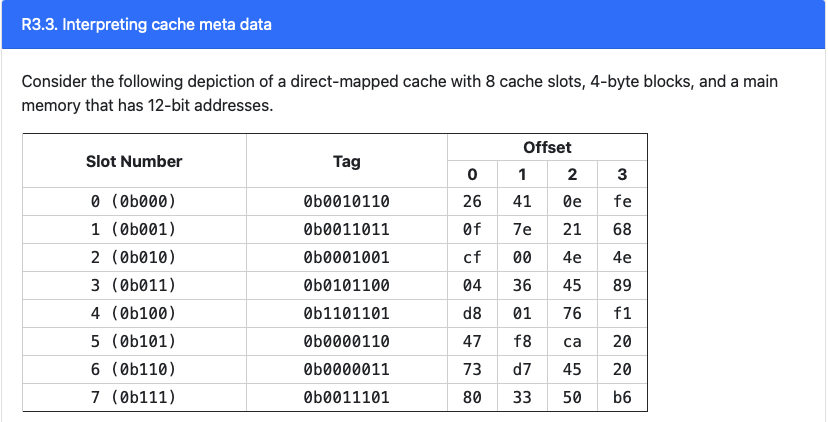 R3.3. Interpreting cache meta data
Consider the following depiction of a direct-mapped cache with 8 cache slots, 4-byte blocks, and a main
memory that has 12-bit addresses.
Slot Number Tag Offset
0 1 2 3
0 (0b000) 0b0010110 26 41 0e fe
1 (0b001) 0b0011011 0f 7e 21 68
2 (0b010) 0b0001001 cf 00 4e 4e
3 (0b011) 0b0101100 04 36 45 89
4 (0b100) 0b1101101 d8 01 76 f1
5 (0b101) 0b0000110 47 f8 ca 20
6 (0b110) 0b0000011 73 d7 45 20
7 (0b111) 0b0011101 80 33 50 b6